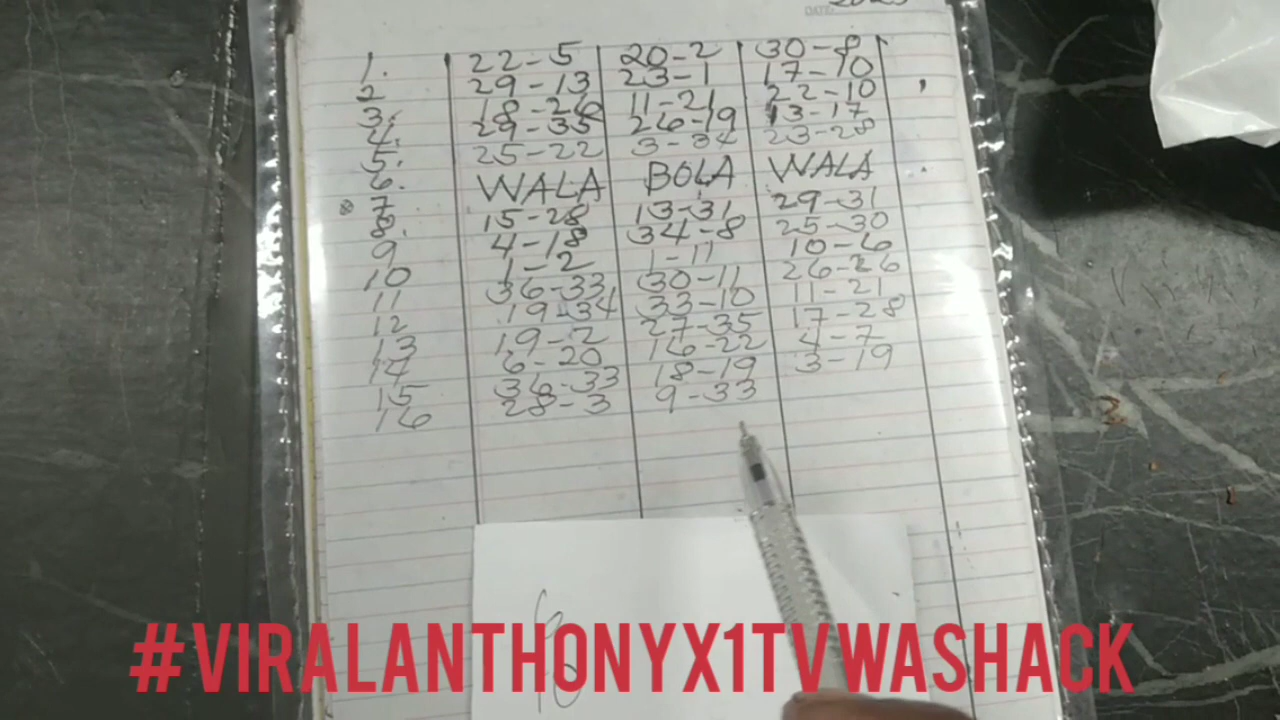 1. 22-5 20-2 30-8
2 29-13 23-1 17-10
3. 18-26 11-21 22-10
4. 29-35 26-19 13-17
5. 25-22 3-34 23-28
6. WALA BOLA WALA
7 15-28 13-31 29-31
8. 4-18 34-8 25-30
9 1-2 1-11 10-6
10 36-33 30-11 26-26
11 19-34 33-10 11-21
12 19-2 27-35 17-28
13 6-20 16-22 4-7
14 36-33 18-19 3-19
15 28-3 9-33
16
#VIRALANTHONYX1TVWASHACK